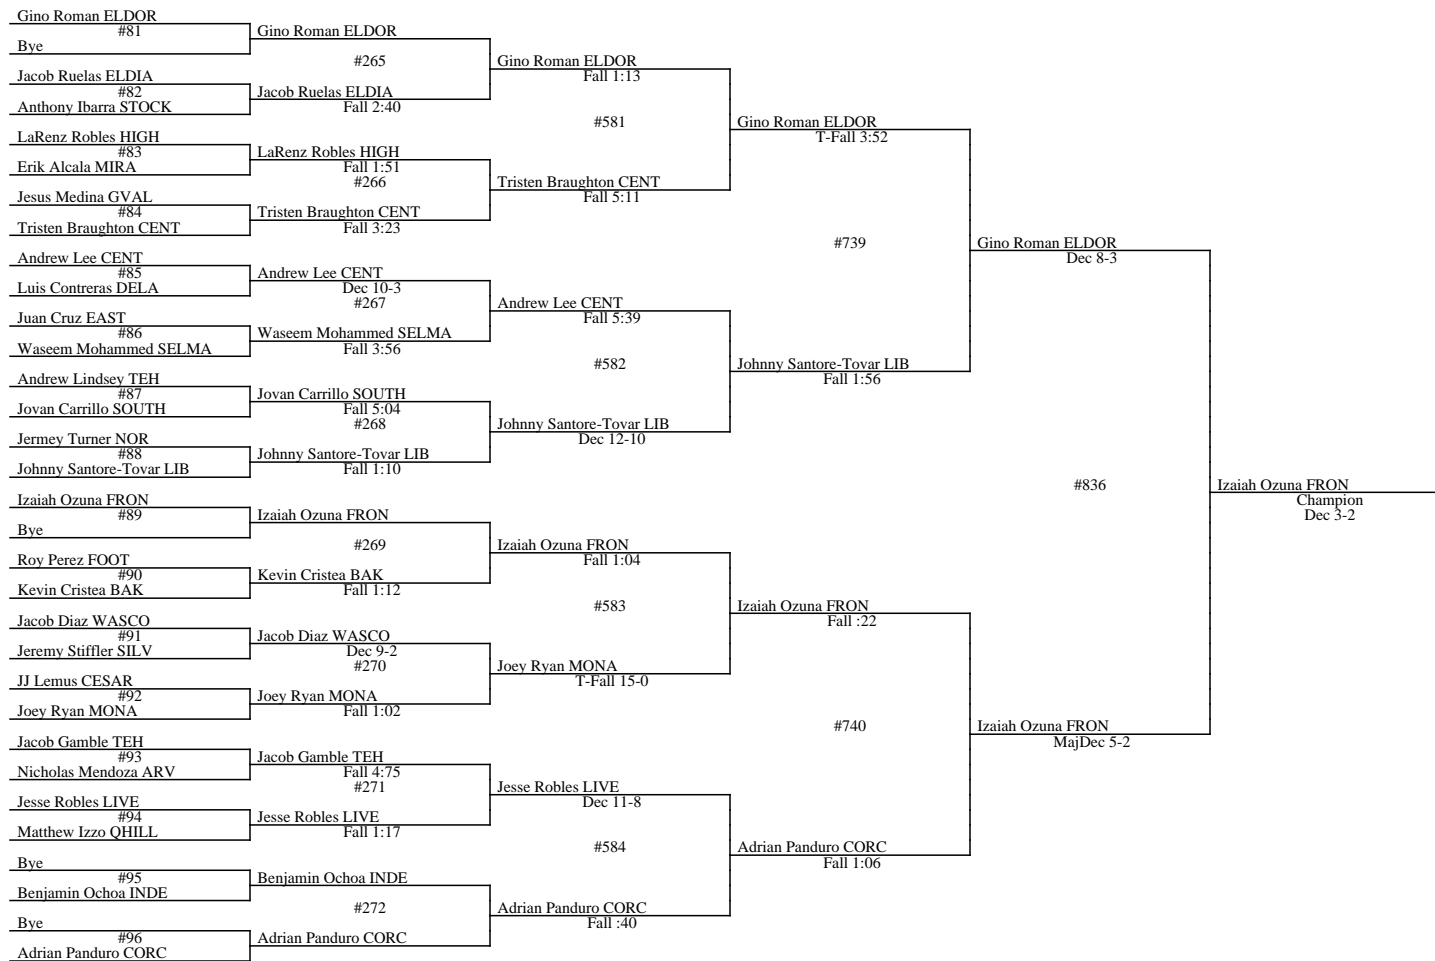 Gino Roman ELDOR
#81
Bye
Jacob Ruelas ELDIA
#82
Anthony Ibarra STOCK
LaRenz Robles HIGH
#83
Erik Alcala MIRA
Jesus Medina GVAL
#84
Tristen Braughton CENT
Andrew Lee CENT
#85
Luis Contreras DELA
Juan Cruz EAST
#86
Waseem Mohammed SELMA
Andrew Lindsey TEH
#87
Jovan Carrillo SOUTH
Jermey Turner NOR
#88
Johnny Santore-Tovar LIB
Izaiah Ozuna FRON
#89
Bye
Roy Perez FOOT
#90
Kevin Cristea BAK
Jacob Diaz WASCO
#91
Jeremy Stiffler SILV
JJ Lemus CESAR
#92
Joey Ryan MONA
Jacob Gamble TEH
#93
Nicholas Mendoza ARV
Jesse Robles LIVE
#94
Matthew Izzo QHILL
Bye
#95
Benjamin Ochoa INDE
Bye
#96
Adrian Panduro CORC
Gino Roman ELDOR
#265
Jacob Ruelas ELDIA
Fall 2:40
LaRenz Robles HIGH
Fall 1:51
#266
Tristen Braughton CENT
Fall 3:23
Andrew Lee CENT
Dec 10-3
#267
Waseem Mohammed SELMA
Fall 3:56
Jovan Carrillo SOUTH
Fall 5:04
#268
Johnny Santore-Tovar LIB
Fall 1:10
Izaiah Ozuna FRON
#269
Kevin Cristea BAK
Fall 1:12
Jacob Diaz WASCO
Dec 9-2
#270
Joey Ryan MONA
Fall 1:02
Jacob Gamble TEH
Fall 4:75
#271
Jesse Robles LIVE
Fall 1:17
Benjamin Ochoa INDE
#272
Adrian Panduro CORC
Gino Roman ELDOR
Fall 1:13
#581
Tristen Braughton CENT
Fall 5:11
Andrew Lee CENT
Fall 5:39
#582
Johnny Santore-Tovar LIB
Dec 12-10
Izaiah Ozuna FRON
Fall 1:04
#583
Joey Ryan MONA
T-Fall 15-0
Jesse Robles LIVE
Dec 11-8
#584
Adrian Panduro CORC
Fall :40
Gino Roman ELDOR
T-Fall 3:52
#739
Johnny Santore-Tovar LIB
Fall 1:56
Izaiah Ozuna FRON
Fall :22
#740
Adrian Panduro CORC
Fall 1:06
Gino Roman ELDOR
Dec 8-3
#836
Izaiah Ozuna FRON
MajDec 5-2
Izaiah Ozuna FRON
Champion
Dec 3-2